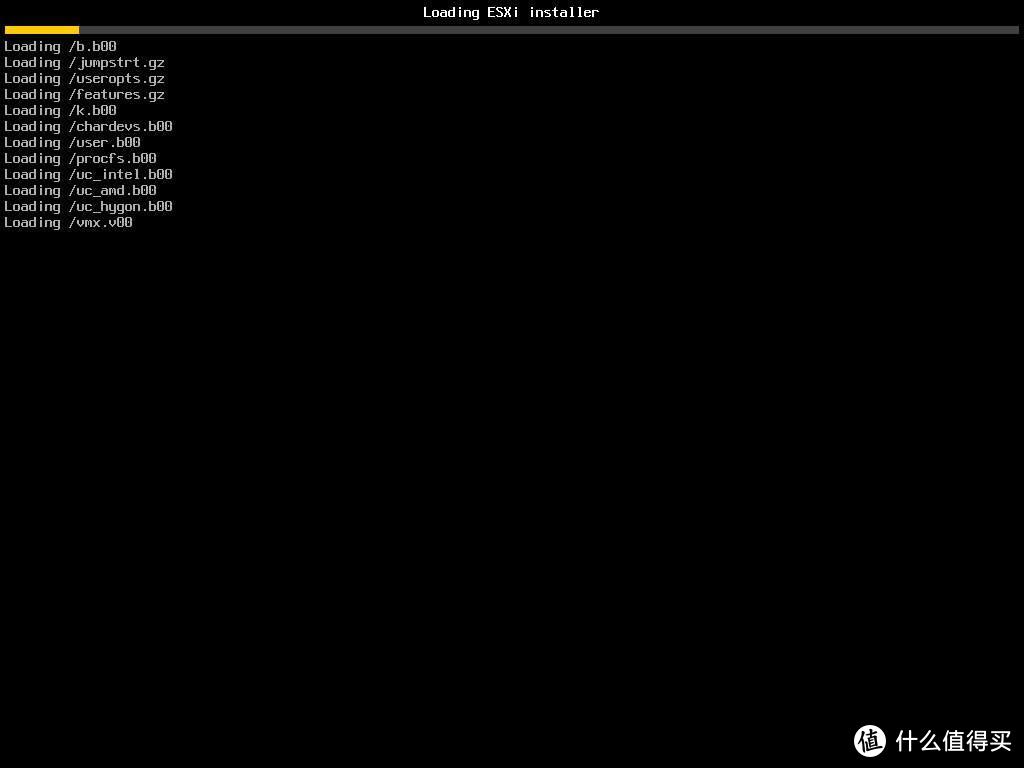 Loading ESXi installer
Loading /b.b00
Loading /jumpstrt.gz
Loading /useropts.gz
Loading /features.gz
Loading /k.b00
Loading /chardevs.b00
Loading /user.b00
Loading /procfs.b00
Loading /uc_intel.b00
Loading /uc_amd.b00
Loading /uc_hygon.b00
Loading /vmx.v00
值 什么值得买